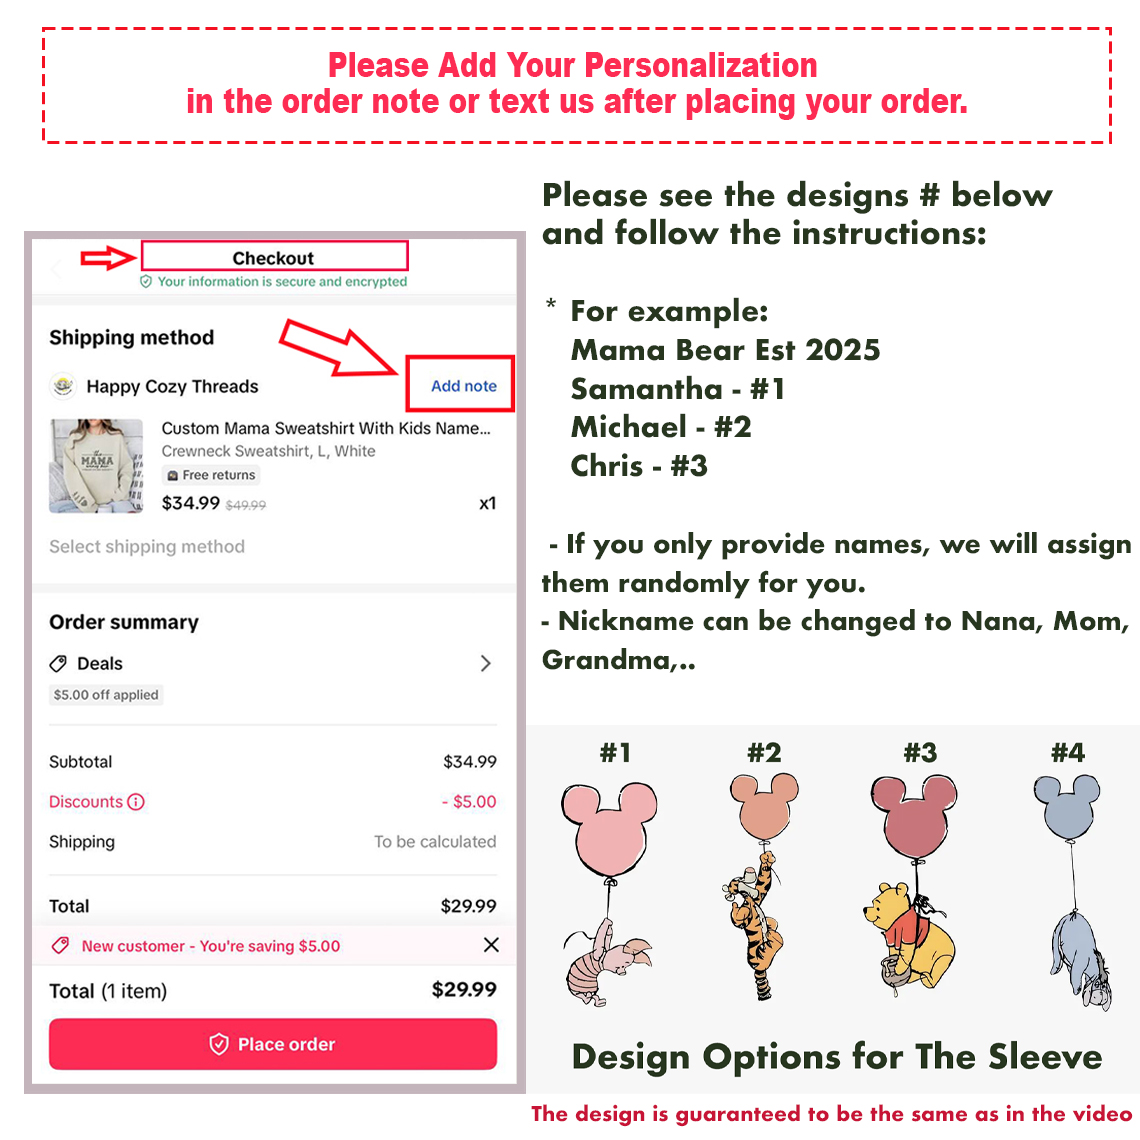 Please Add Your Personalization
in the order note or text us after placing your order.
Checkout
Your information is secure and encrypted
Shipping method
Happy Cozy Threads
Add note
Custom Mama Sweatshirt With Kids Name...
Crewneck Sweatshirt, L, White
Free returns
$34.99 $49.99
x1
MAMA
Select shipping method
Order summary
Deals
$5.00 off applied
Subtotal
$34.99
Discounts
- $5.00
Shipping
To be calculated
Total
$29.99
New customer - You're saving $5.00
Total (1 item)
$29.99
Place order
Please see the designs # below
and follow the instructions:
* For example:
Mama Bear Est 2025
Samantha - #1
Michael - #2
Chris - #3
- If you only provide names, we will assign
them randomly for you.
- Nickname can be changed to Nana, Mom,
Grandma,..
#1
#2
#3
#4
Design Options for The Sleeve
The design is guaranteed to be the same as in the video